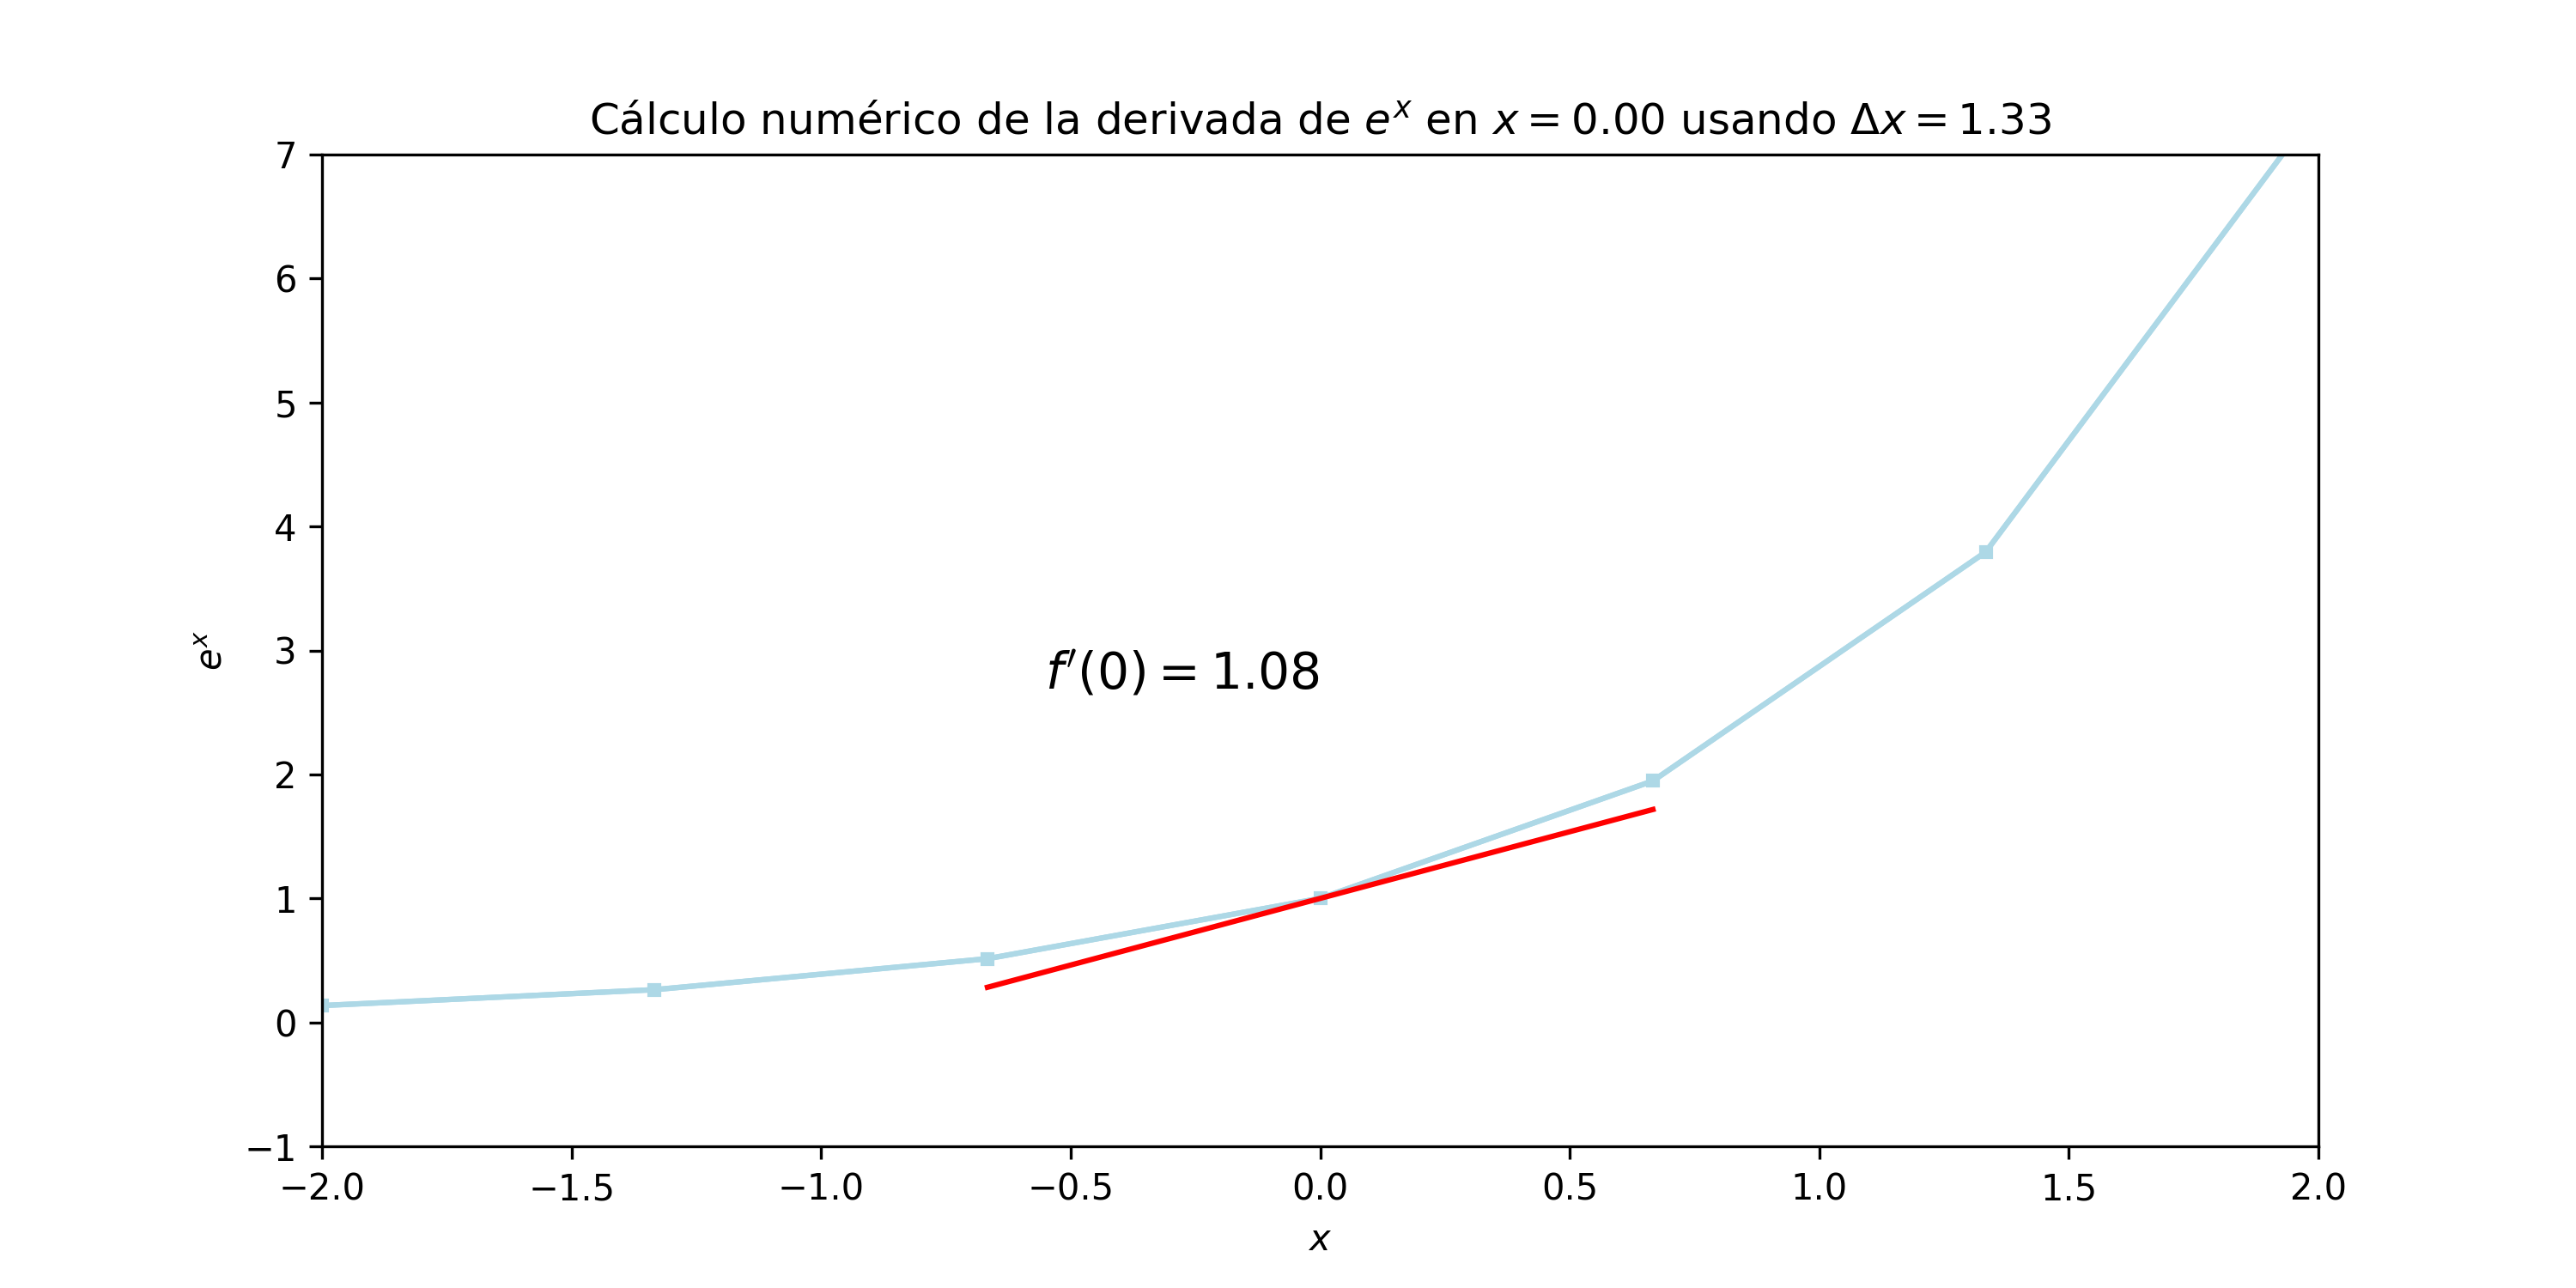 Cálculo numérico de la derivada de e^x en x = 0.00 usando Δx = 1.33
7
6
5
4
3
2
1
0
−1
e^x
f′(0) = 1.08
−2.0 −1.5 −1.0 −0.5 0.0 0.5 1.0 1.5 2.0
x